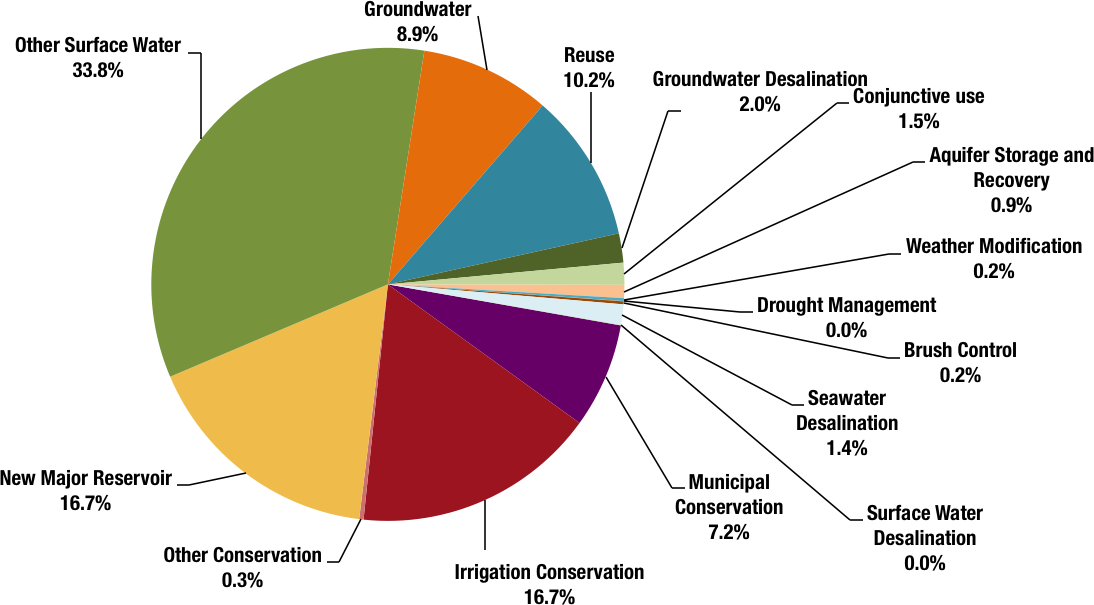 Groundwater
8.9%
Other Surface Water
33.8%
Reuse
10.2%
Groundwater Desalination
2.0%
Conjunctive use
1.5%
Aquifer Storage and
Recovery
0.9%
Weather Modification
0.2%
Drought Management
0.0%
Brush Control
0.2%
Seawater
Desalination
1.4%
Municipal
Conservation
7.2%
Surface Water
Desalination
0.0%
New Major Reservoir
16.7%
Other Conservation
0.3%
Irrigation Conservation
16.7%